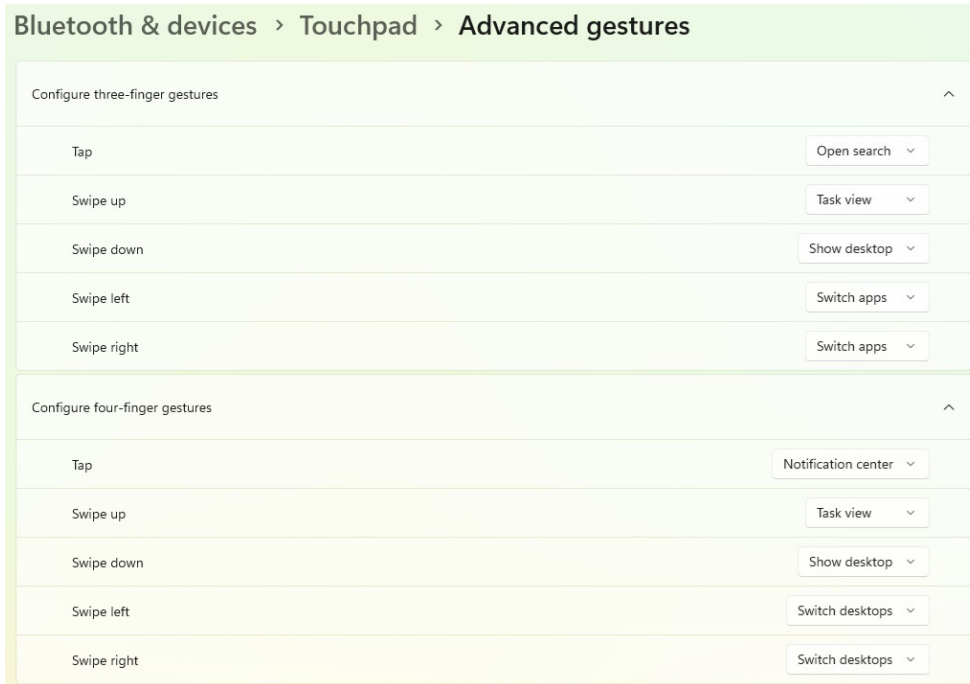 Bluetooth & devices > Touchpad > Advanced gestures
Configure three-finger gestures
Tap Open search
Swipe up Task view
Swipe down Show desktop
Swipe left Switch apps
Swipe right Switch apps
Configure four-finger gestures
Tap Notification center
Swipe up Task view
Swipe down Show desktop
Swipe left Switch desktops
Swipe right Switch desktops